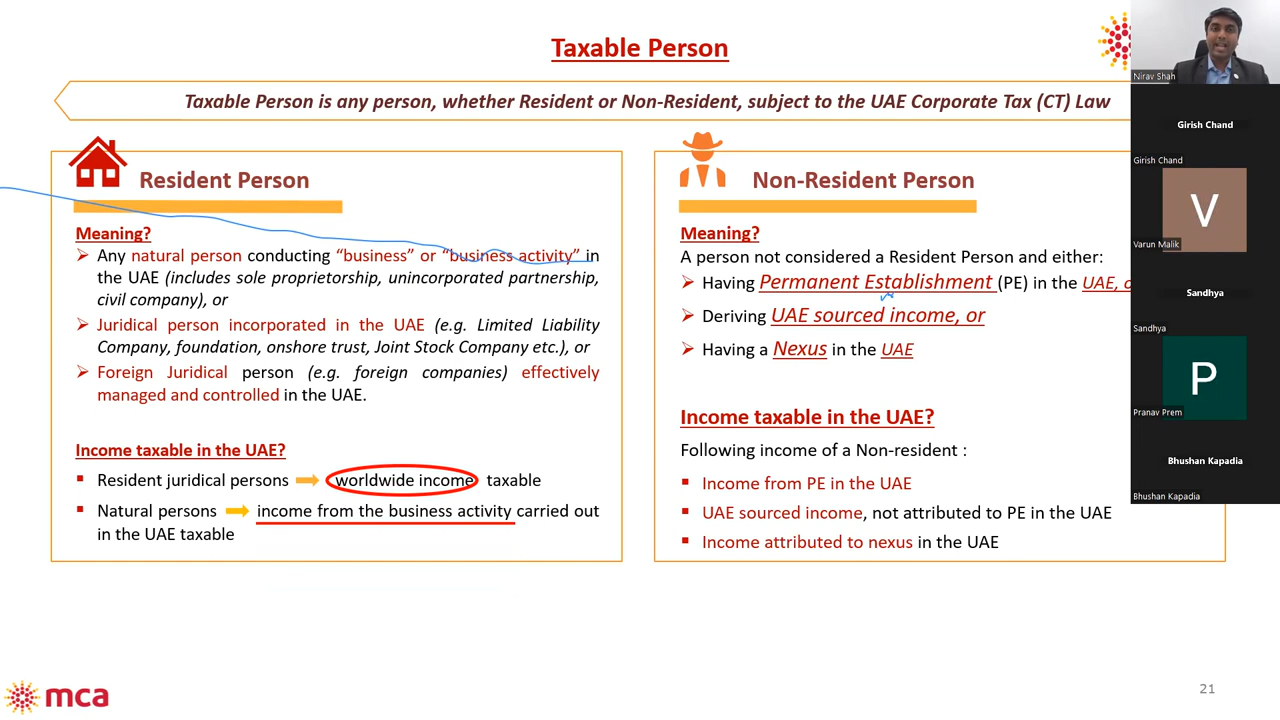 Taxable Person
Taxable Person is any person, whether Resident or Non-Resident, subject to the UAE Corporate Tax (CT) Law
Resident Person
Meaning?
➢ Any natural person conducting “business” or “business activity” in
the UAE (includes sole proprietorship, unincorporated partnership,
civil company), or
➢ Juridical person incorporated in the UAE (e.g. Limited Liability
Company, foundation, onshore trust, Joint Stock Company etc.), or
➢ Foreign Juridical person (e.g. foreign companies) effectively
managed and controlled in the UAE.
Income taxable in the UAE?
▪ Resident juridical persons worldwide income taxable
▪ Natural persons income from the business activity carried out
in the UAE taxable
Non-Resident Person
Meaning?
A person not considered a Resident Person and either:
➢ Having Permanent Establishment (PE) in the UAE,
➢ Deriving UAE sourced income, or
➢ Having a Nexus in the UAE
Income taxable in the UAE?
Following income of a Non-resident :
▪ Income from PE in the UAE
▪ UAE sourced income, not attributed to PE in the UAE
▪ Income attributed to nexus in the UAE
Nirav Shah
Girish Chand
Girish Chand
V
Varun Malik
Sandhya
Sandhya
P
Pranav Prem
Bhushan Kapadia
Bhushan Kapadia
mca
21